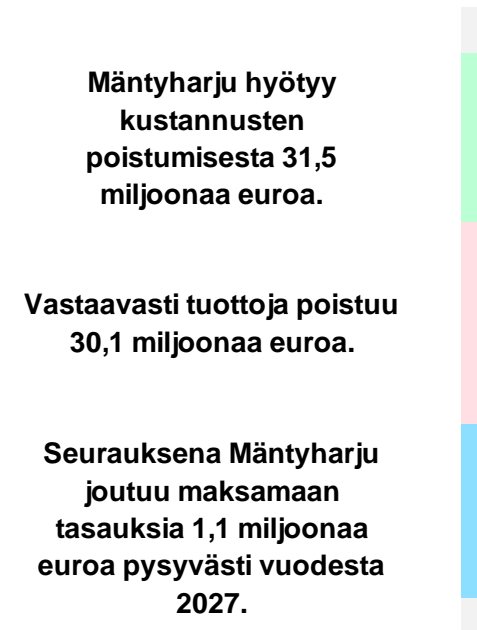 Mäntyharju hyötyy
kustannusten
poistumisesta 31,5
miljoonaa euroa.
Vastaavasti tuottoja poistuu
30,1 miljoonaa euroa.
Seurauksena Mäntyharju
joutuu maksamaan
tasauksia 1,1 miljoonaa
euroa pysyvästi vuodesta
2027.